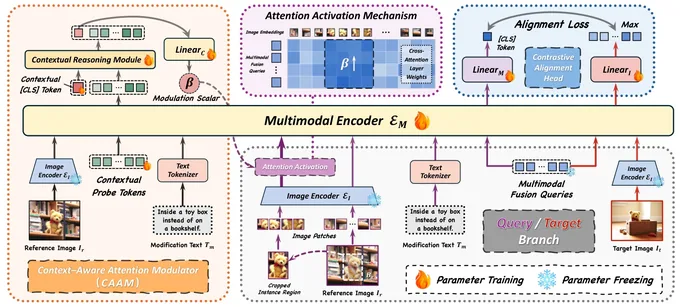 Contextual Reasoning Module
Linear_C
Contextual
[CLS] Token
β
Modulation Scalar
Attention Activation Mechanism
Image Embeddings
Multimodal
Fusion
Queries
β↑
Cross-
Attention
Layer
Weights
Alignment Loss
[CLS]
Token
Max
Linear_M
Contrastive
Alignment
Head
Linear_I
Multimodal Encoder ℰ_M
Image
Encoder ℰ_I
Contextual
Probe Tokens
Text
Tokenizer
Inside a toy box
instead of on
a bookshelf.
Reference Image I_r
Modification Text T_m
Context-Aware Attention Modulator
(CAAM)
Attention Activation
Image Encoder ℰ_I
Image Patches
Cropped
Instance Region
Reference Image I_r
Text
Tokenizer
Inside a toy box
instead of on
a bookshelf.
Modification Text T_m
Multimodal
Fusion Queries
Query / Target
Branch
Image
Encoder ℰ_I
Target Image I_t
Parameter Training
Parameter Freezing